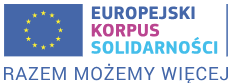 EUROPEJSKI
KORPUS
SOLIDARNOŚCI
RAZEM MOŻEMY WIĘCEJ